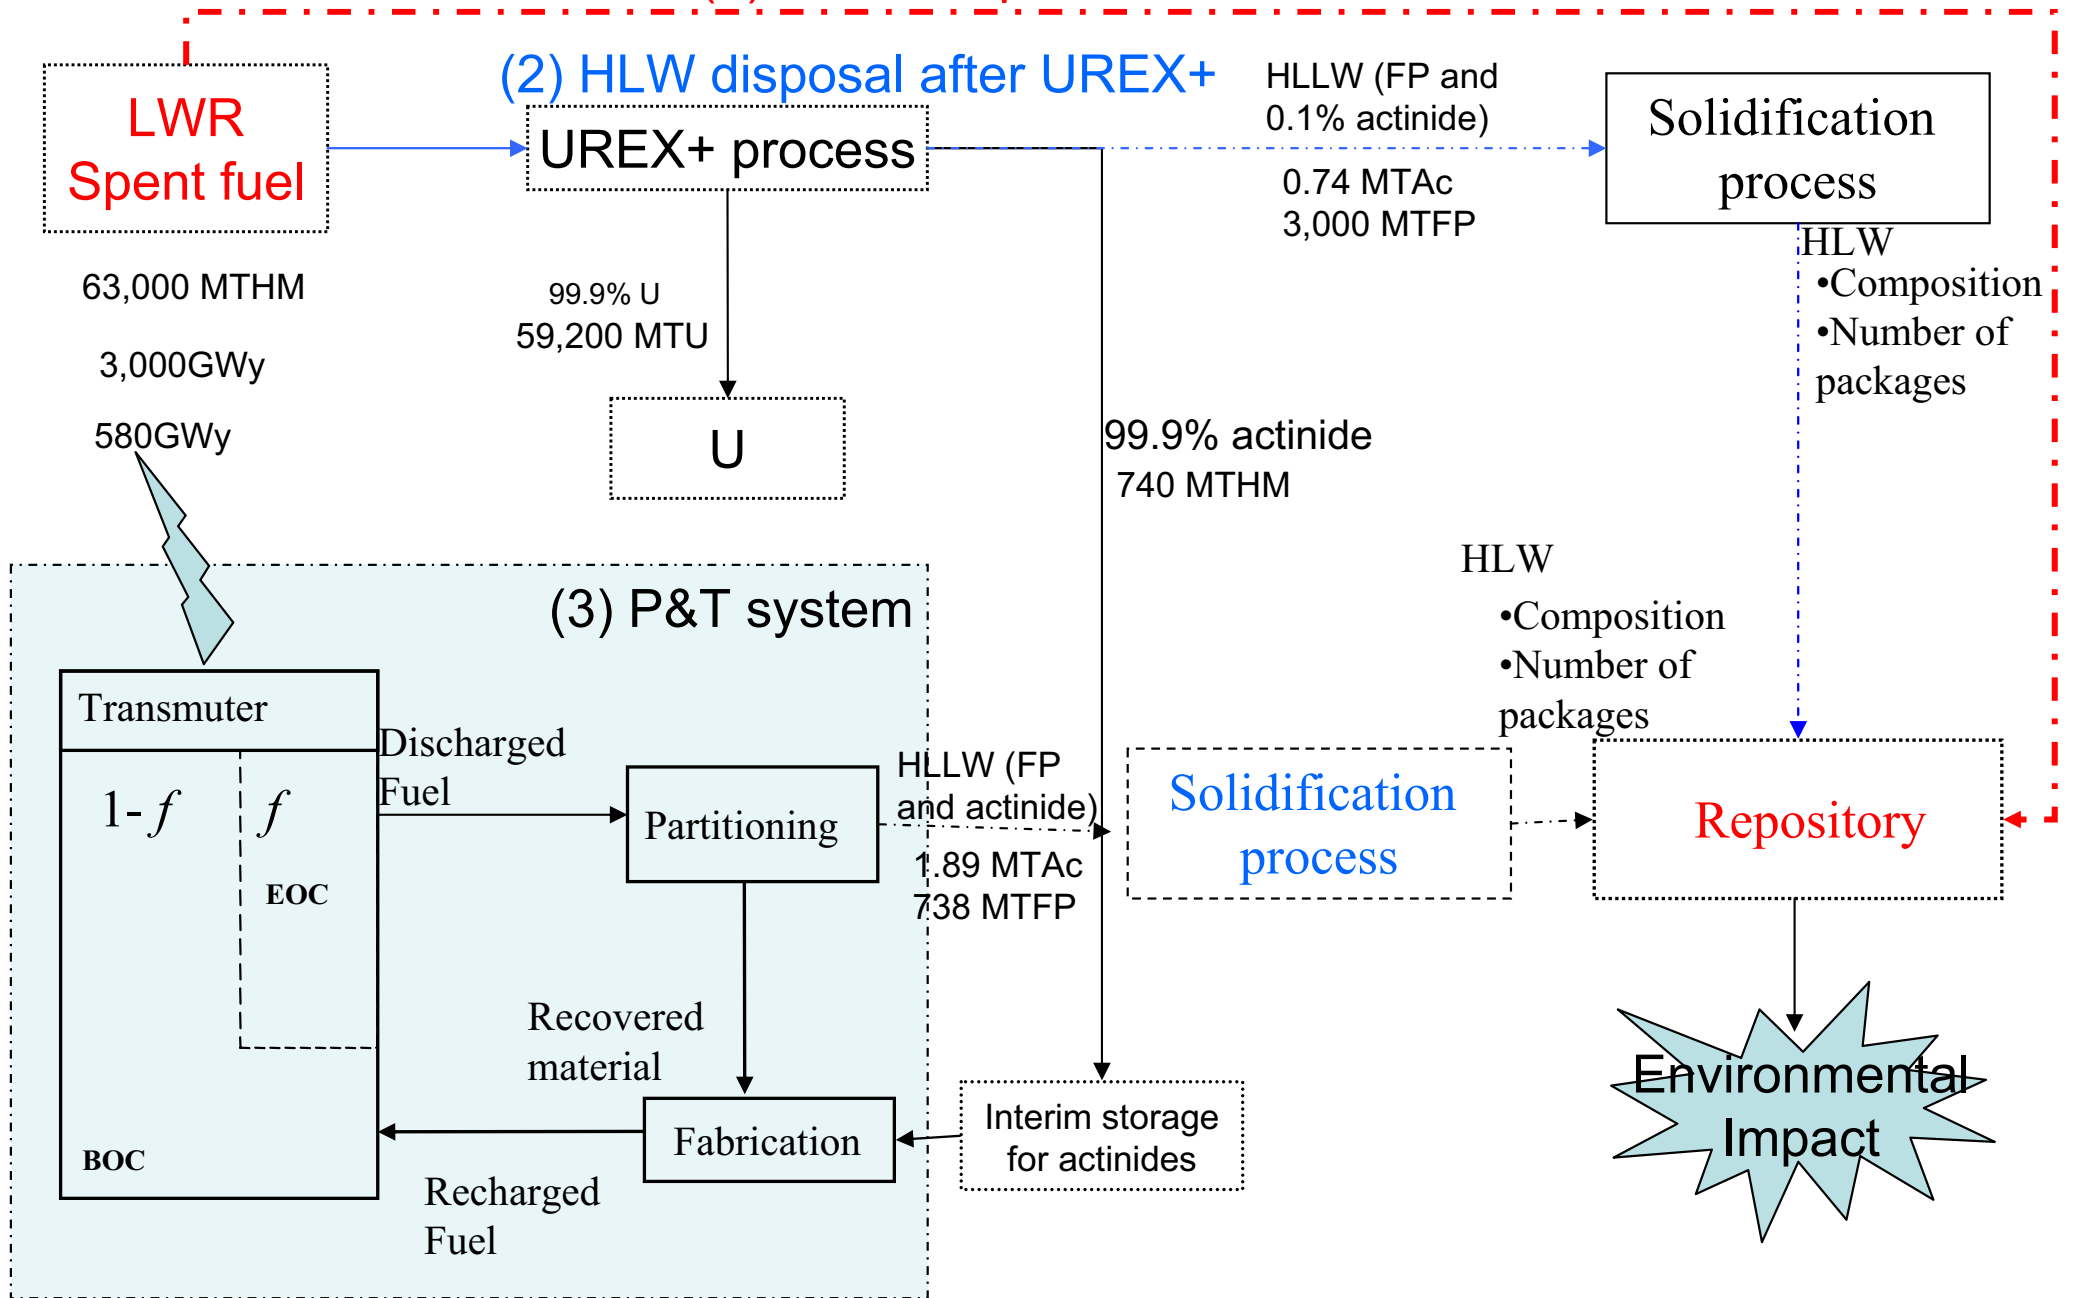 (2) HLW disposal after UREX+
LWR
Spent fuel
UREX+ process
HLLW (FP and
0.1% actinide)
0.74 MTAc
3,000 MTFP
Solidification
process
63,000 MTHM
3,000GWy
580GWy
99.9% U
59,200 MTU
U
HLW
•Composition
•Number of
packages
99.9% actinide
740 MTHM
(3) P&T system
HLW
•Composition
•Number of
packages
Transmuter
1-f
f
EOC
BOC
Discharged
Fuel
Partitioning
HLLW (FP
and actinide)
1.89 MTAc
738 MTFP
Solidification
process
Repository
Recovered
material
Fabrication
Recharged
Fuel
Interim storage
for actinides
Environmental
Impact